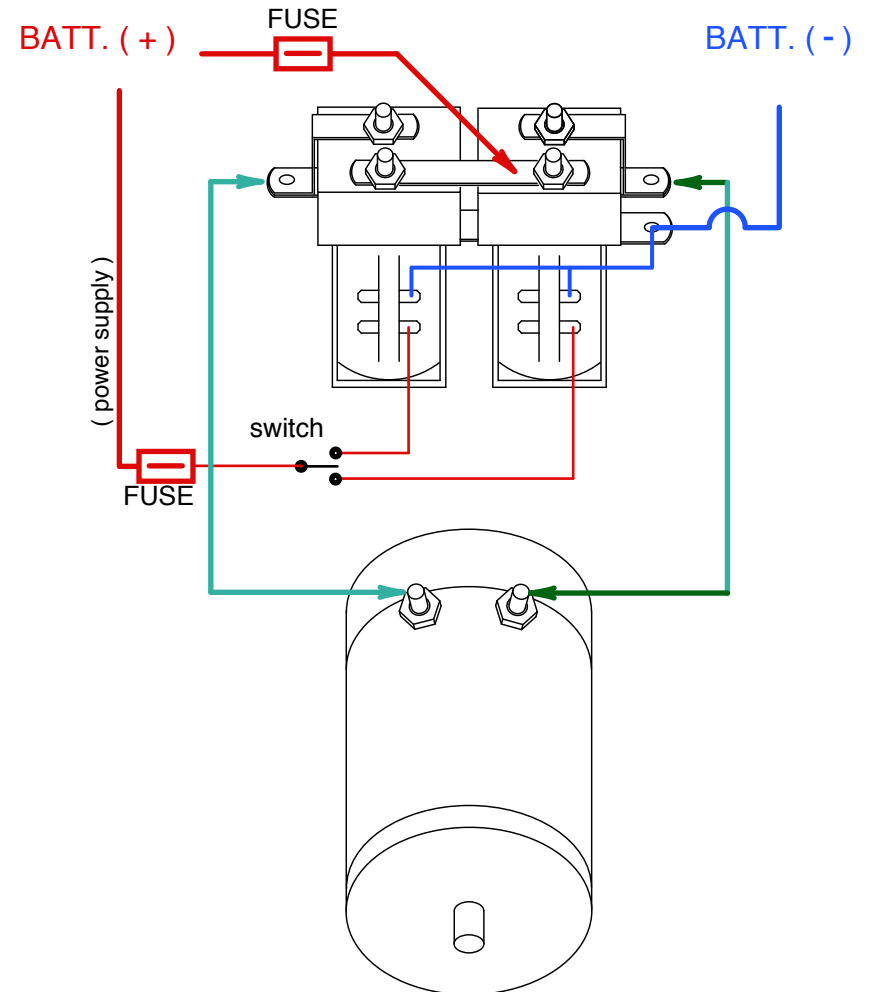 FUSE
BATT. ( + )
BATT. ( - )
( power supply )
switch
FUSE